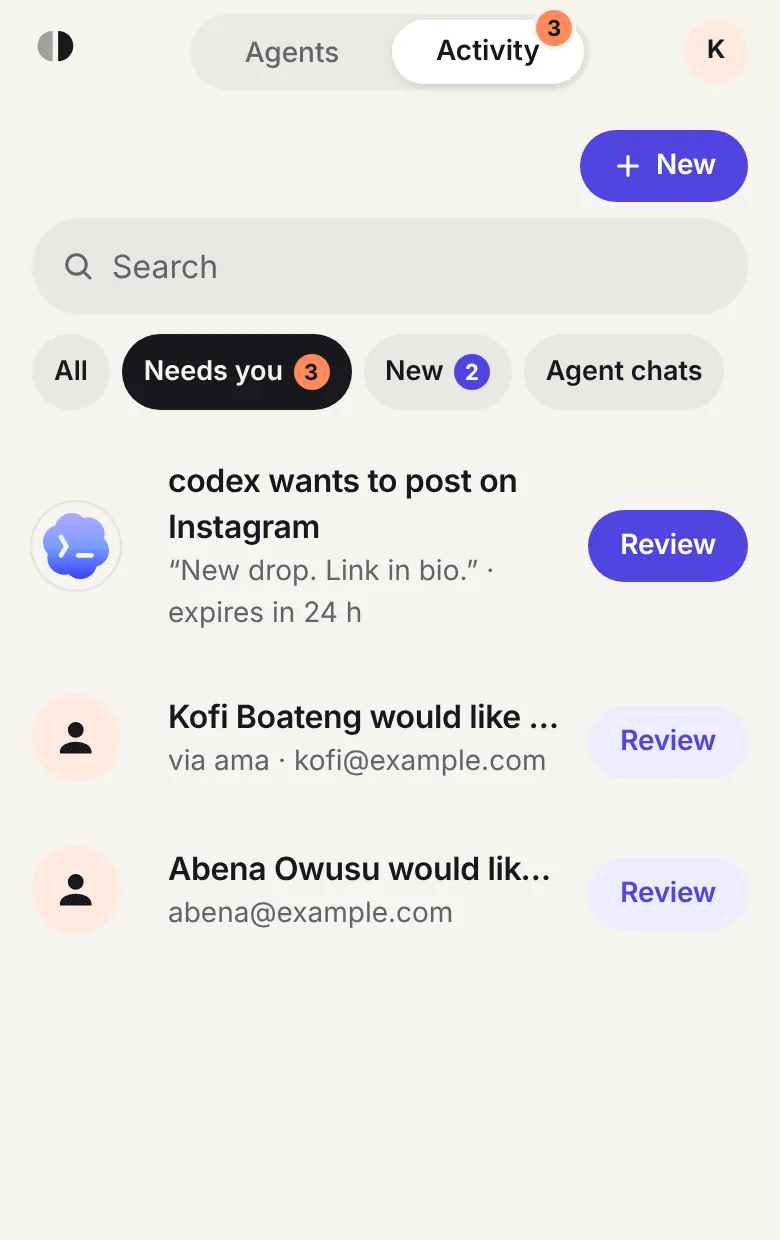 Agents
Activity
3
K
+ New
Search
All
Needs you 3
New 2
Agent chats
codex wants to post on
Instagram
“New drop. Link in bio.” ·
expires in 24 h
Review
Kofi Boateng would like …
via ama · kofi@example.com
Review
Abena Owusu would lik…
abena@example.com
Review